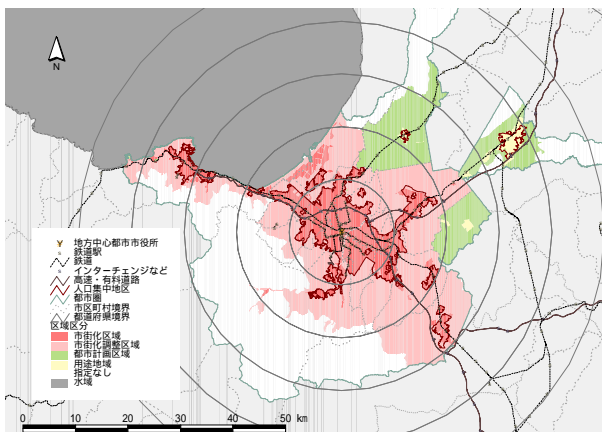 N
地方中心都市市役所
鉄道駅
鉄道
インターチェンジなど
高速・有料道路
人口集中地区
都市圏
市区町村境界
都道府県境界
区域区分
市街化区域
市街化調整区域
都市計画区域
用途地域
指定なし
水域
0 10 20 30 40 50 km